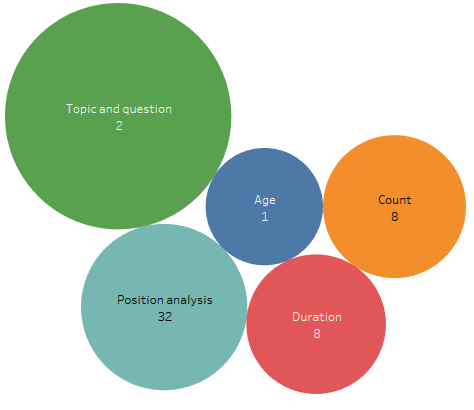 Topic and question
2
Age
1
Count
8
Position analysis
32
Duration
8